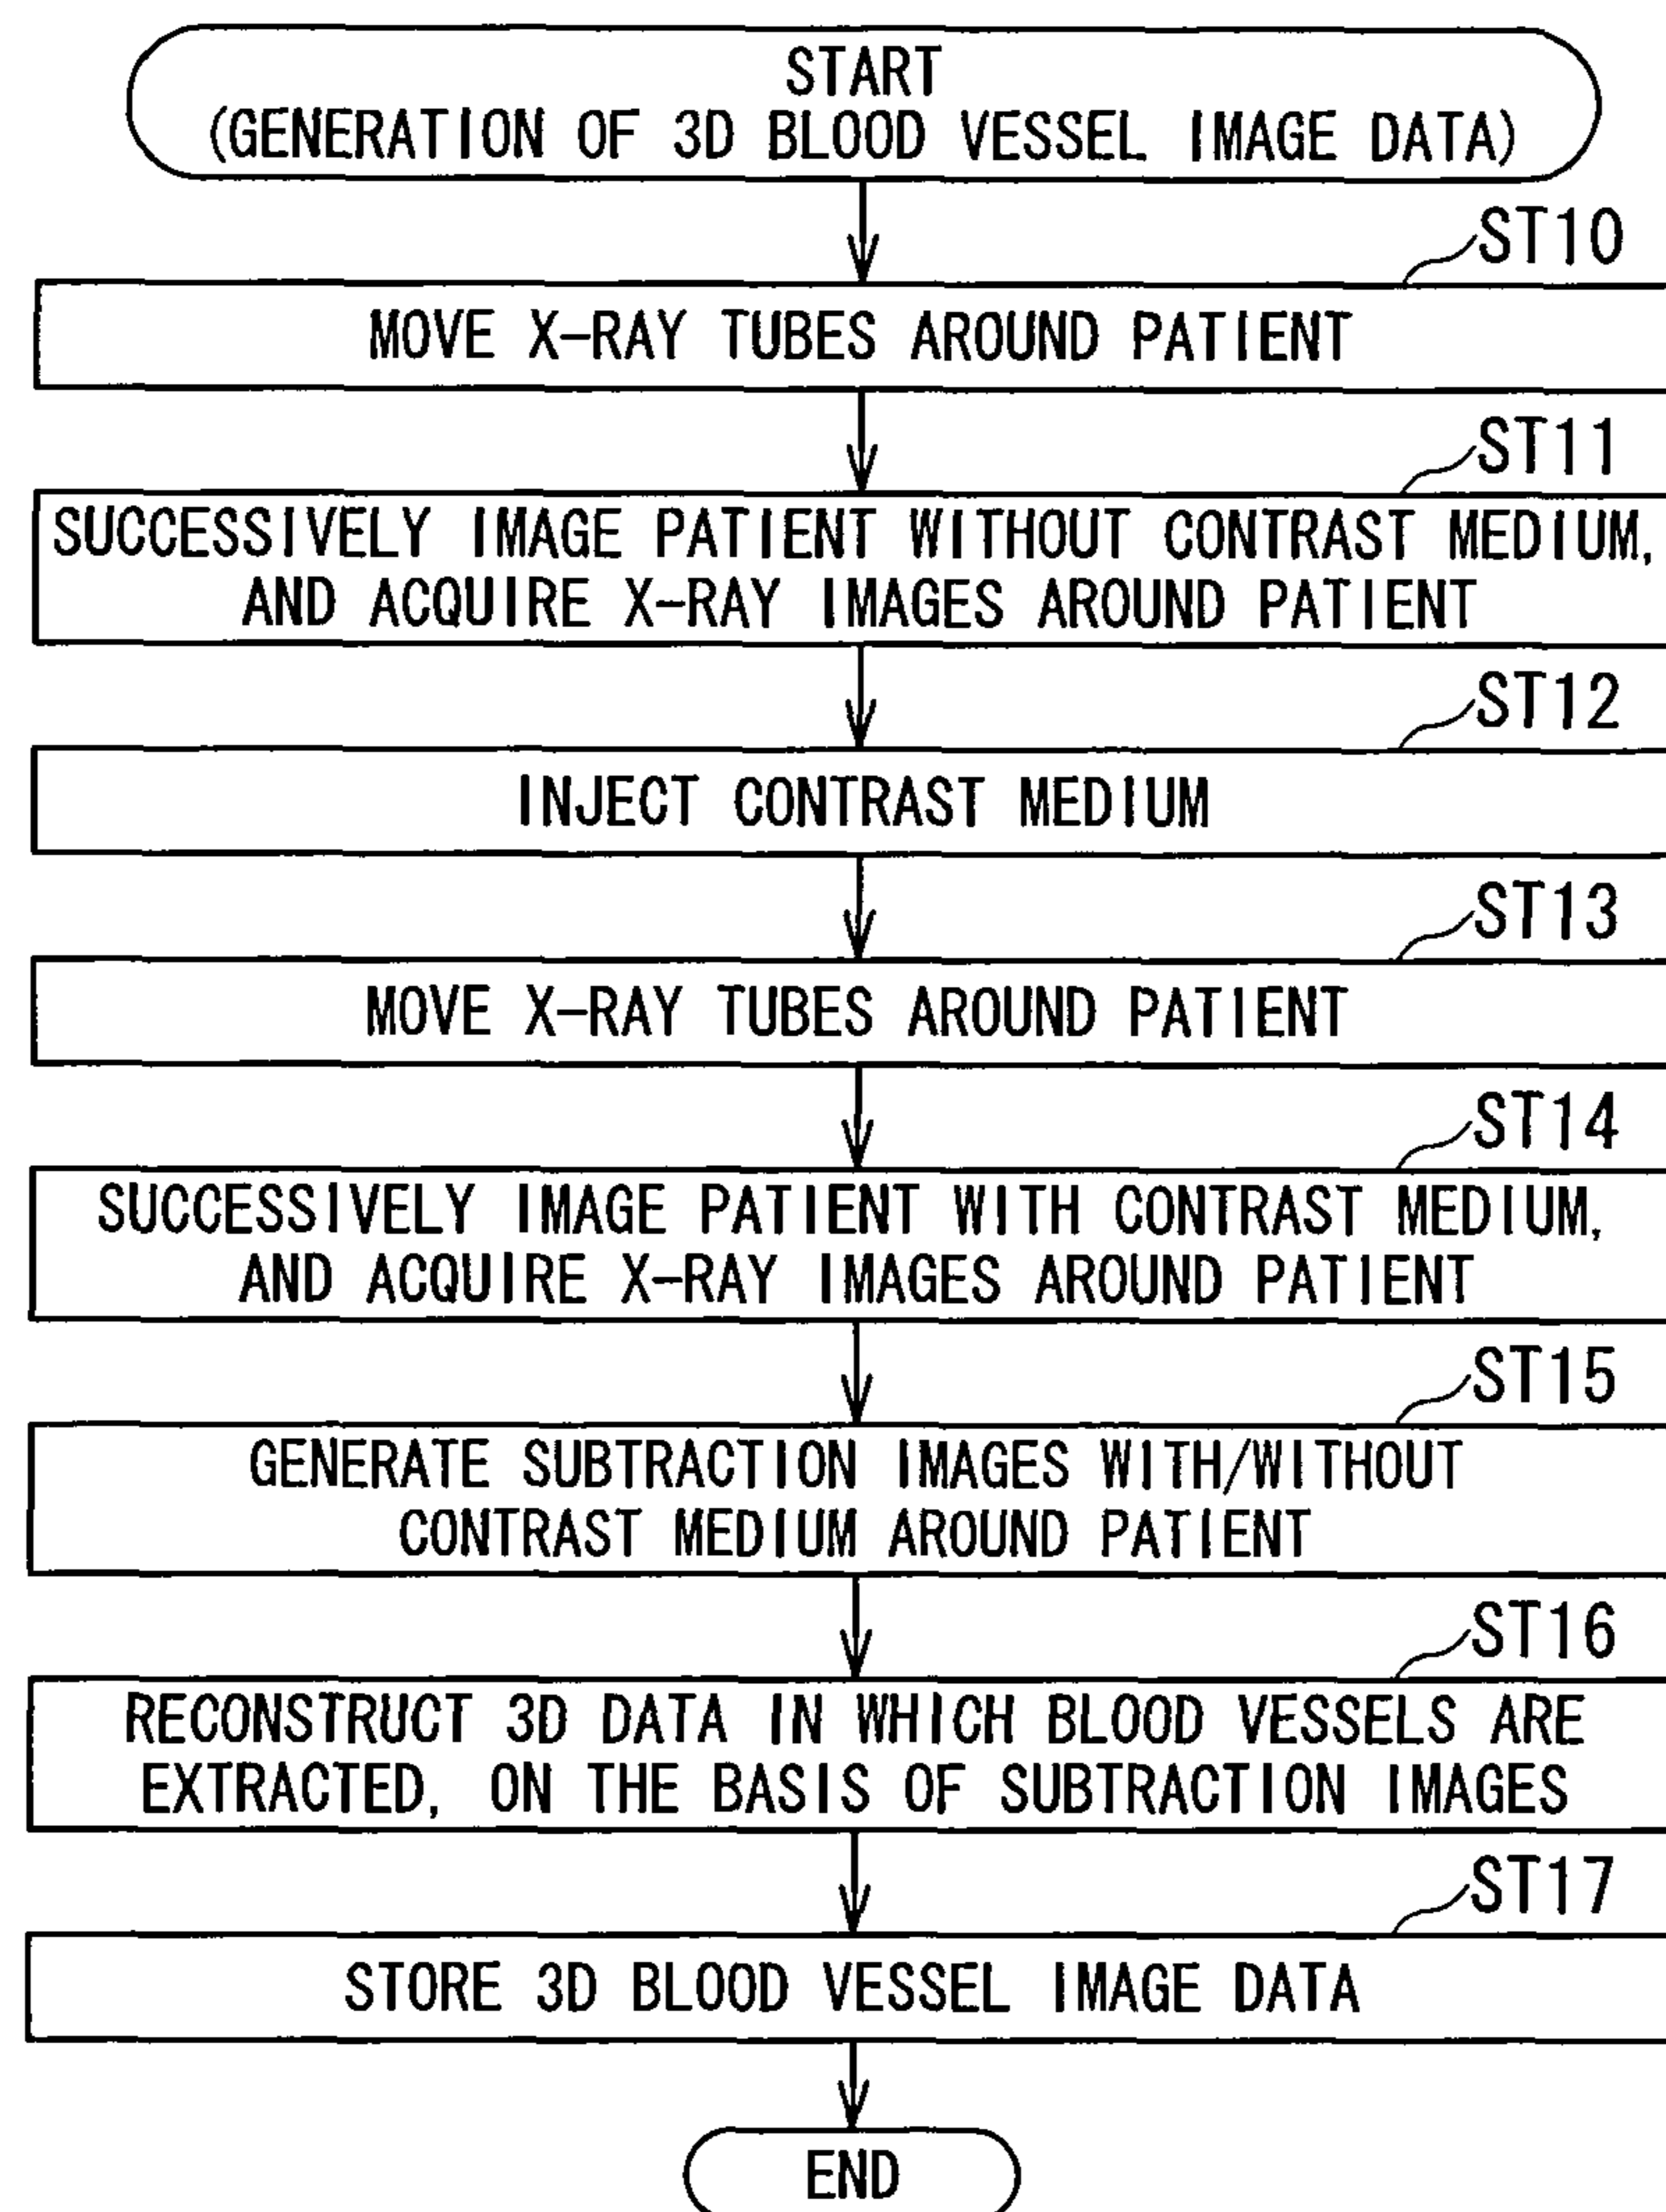 START
(GENERATION OF 3D BLOOD VESSEL IMAGE DATA)
ST10
MOVE X-RAY TUBES AROUND PATIENT
ST11
SUCCESSIVELY IMAGE PATIENT WITHOUT CONTRAST MEDIUM,
AND ACQUIRE X-RAY IMAGES AROUND PATIENT
ST12
INJECT CONTRAST MEDIUM
ST13
MOVE X-RAY TUBES AROUND PATIENT
ST14
SUCCESSIVELY IMAGE PATIENT WITH CONTRAST MEDIUM,
AND ACQUIRE X-RAY IMAGES AROUND PATIENT
ST15
GENERATE SUBTRACTION IMAGES WITH/WITHOUT
CONTRAST MEDIUM AROUND PATIENT
ST16
RECONSTRUCT 3D DATA IN WHICH BLOOD VESSELS ARE
EXTRACTED, ON THE BASIS OF SUBTRACTION IMAGES
ST17
STORE 3D BLOOD VESSEL IMAGE DATA
END